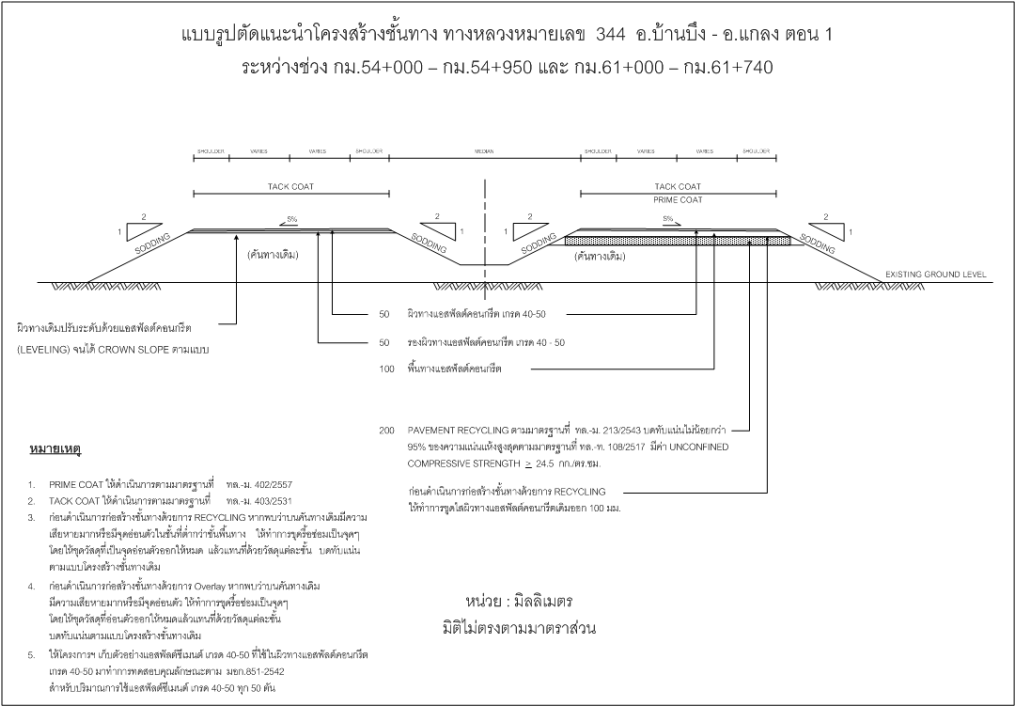 แบบรูปตัดแนะนำโครงสร้างชั้นทาง ทางหลวงหมายเลข 344 อ.บ้านบึง - อ.แกลง ตอน 1
ระหว่างช่วง กม.54+000 – กม.54+950 และ กม.61+000 – กม.61+740
SHOULDER VARIES VARIES SHOULDER MEDIAN SHOULDER VARIES VARIES SHOULDER
TACK COAT TACK COAT
PRIME COAT
2 2 2 2
5% 5%
1 1 1 1
SODDING SODDING SODDING SODDING
(คันทางเดิม) (คันทางเดิม)
EXISTING GROUND LEVEL
50 ผิวทางแอสฟัลต์คอนกรีต เกรด 40-50
ผิวทางเดิมปรับระดับด้วยแอสฟัลต์คอนกรีต
(LEVELING) จนได้ CROWN SLOPE ตามแบบ
50 รองผิวทางแอสฟัลต์คอนกรีต เกรด 40 - 50
100 พื้นทางแอสฟัลต์คอนกรีต
200 PAVEMENT RECYCLING ตามมาตรฐานที่ ทล.-ม. 213/2543 บดทับแน่นไม่น้อยกว่า
95% ของความแน่นแห้งสูงสุดตามมาตรฐานที่ ทล.-ท. 108/2517 มีค่า UNCONFINED
COMPRESSIVE STRENGTH ≥ 24.5 กก./ตร.ซม.
ก่อนดำเนินการก่อสร้างชั้นทางด้วยการ RECYCLING
ให้ทำการขูดไสผิวทางแอสฟัลต์คอนกรีตเดิมออก 100 มม.
หมายเหตุ
1. PRIME COAT ให้ดำเนินการตามมาตรฐานที่ ทล.-ม. 402/2557
2. TACK COAT ให้ดำเนินการตามมาตรฐานที่ ทล.-ม. 403/2531
3. ก่อนดำเนินการก่อสร้างชั้นทางด้วยการ RECYCLING หากพบว่าบนคันทางเดิมมีความ
เสียหายมากหรือมีจุดอ่อนตัวในชั้นที่ต่ำกว่าชั้นพื้นทาง ให้ทำการขุดรื้อซ่อมเป็นจุดๆ
โดยให้ขุดวัสดุที่เป็นจุดอ่อนตัวออกให้หมด แล้วแทนที่ด้วยวัสดุแต่ละชั้น บดทับแน่น
ตามแบบโครงสร้างชั้นทางเดิม
4. ก่อนดำเนินการก่อสร้างชั้นทางด้วยการ Overlay หากพบว่าบนคันทางเดิม
มีความเสียหายมากหรือมีจุดอ่อนตัว ให้ทำการขุดรื้อซ่อมเป็นจุดๆ
โดยให้ขุดวัสดุที่อ่อนตัวออกให้หมดแล้วแทนที่ด้วยวัสดุแต่ละชั้น
บดทับแน่นตามแบบโครงสร้างชั้นทางเดิม
5. ให้โครงการฯ เก็บตัวอย่างแอสฟัลต์ซีเมนต์ เกรด 40-50 ที่ใช้ในผิวทางแอสฟัลต์คอนกรีต
เกรด 40-50 มาทำการทดสอบคุณลักษณะตาม มอก.851-2542
สำหรับปริมาณการใช้แอสฟัลต์ซีเมนต์ เกรด 40-50 ทุก 50 ตัน
หน่วย : มิลลิเมตร
มิติไม่ตรงตามมาตราส่วน